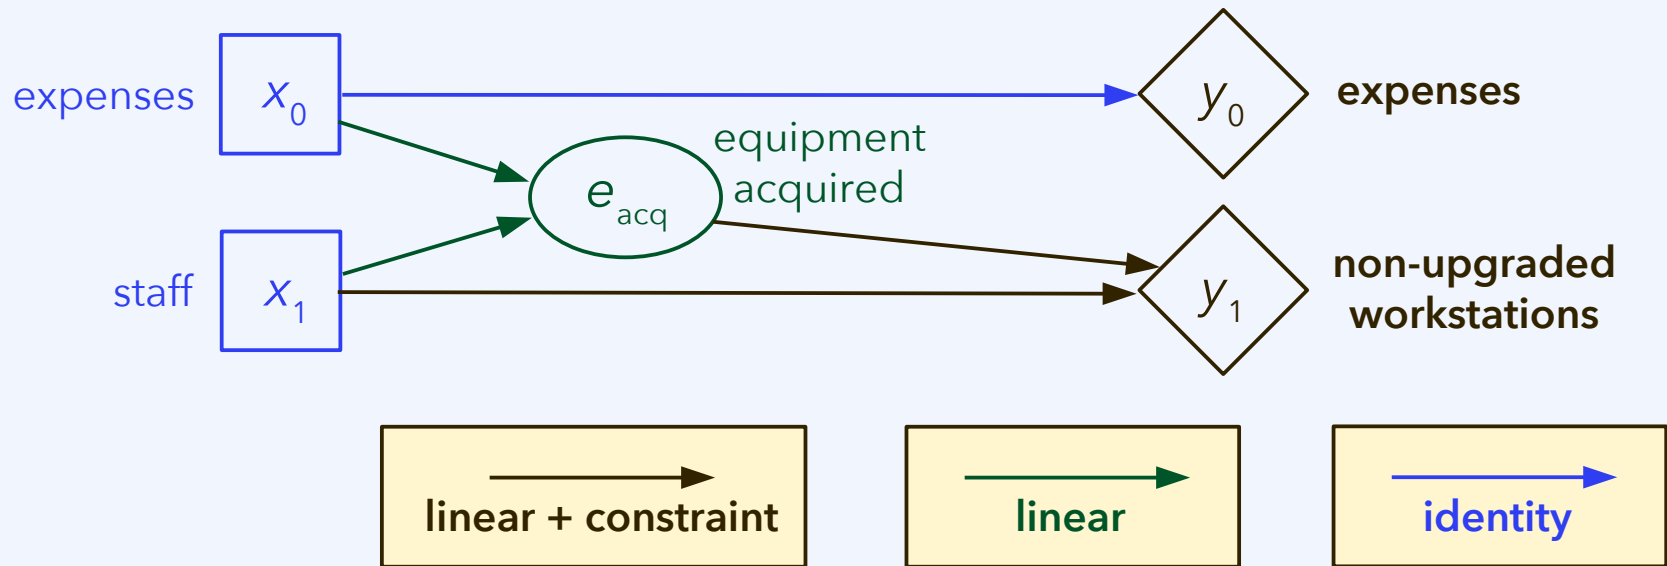 expenses
x0
y0
expenses
equipment
acquired
eacq
staff
x1
y1
non-upgraded
workstations
linear + constraint
linear
identity